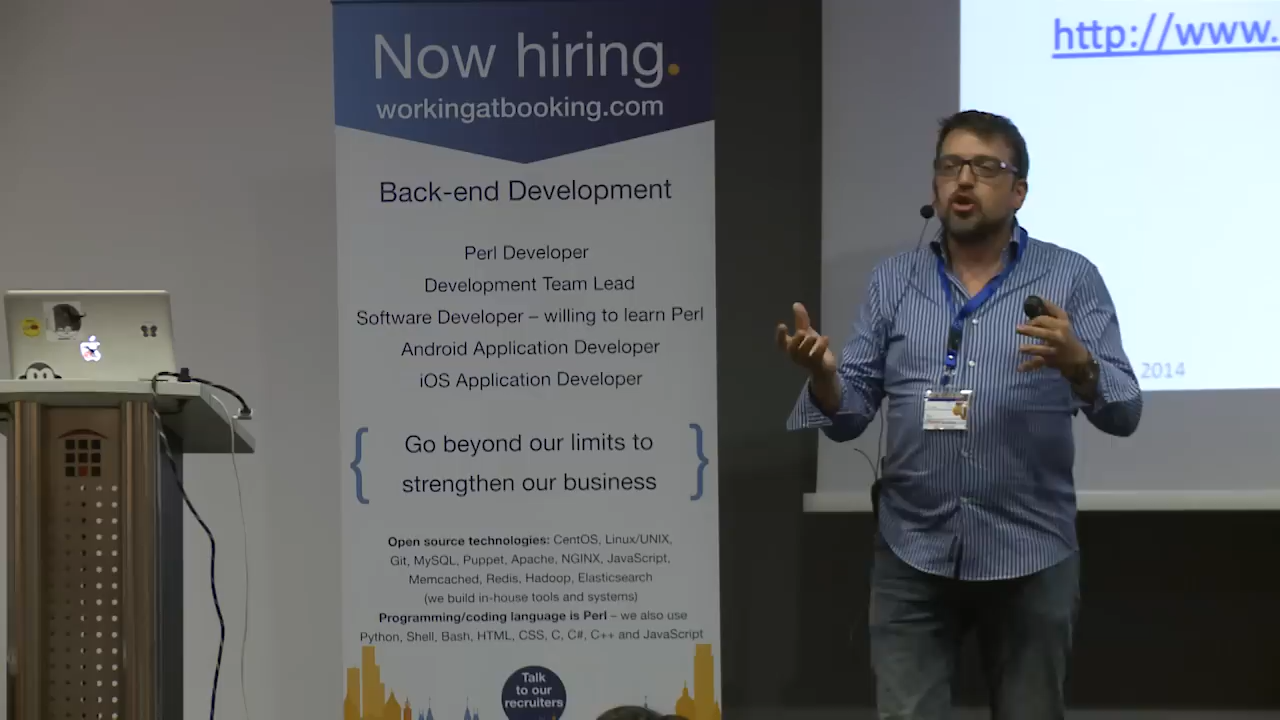 Now hiring.
workingatbooking.com
Back-end Development
Perl Developer
Development Team Lead
Software Developer – willing to learn Perl
Android Application Developer
iOS Application Developer
{ Go beyond our limits to
strengthen our business }
Open source technologies: CentOS, Linux/UNIX,
Git, MySQL, Puppet, Apache, NGINX, JavaScript,
Memcached, Redis, Hadoop, Elasticsearch
(we build in-house tools and systems)
Programming/coding language is Perl – we also use
Python, Shell, Bash, HTML, CSS, C, C#, C++ and JavaScript
Talk
to our
recruiters
http://www.
2014